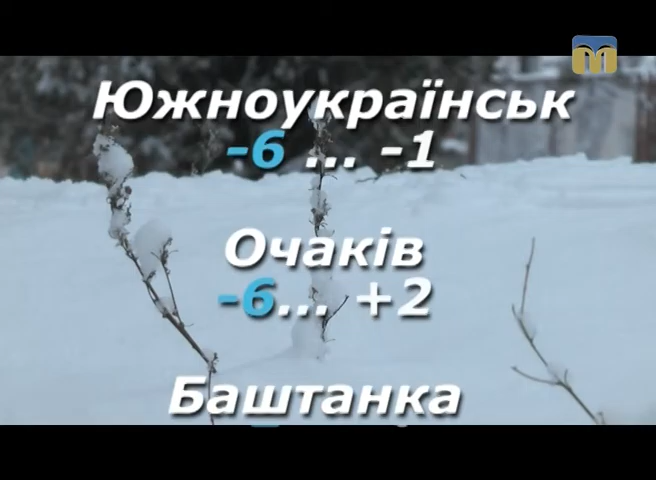 Южноукраїнськ
-6 ... -1
Очаків
-6... +2
Баштанка